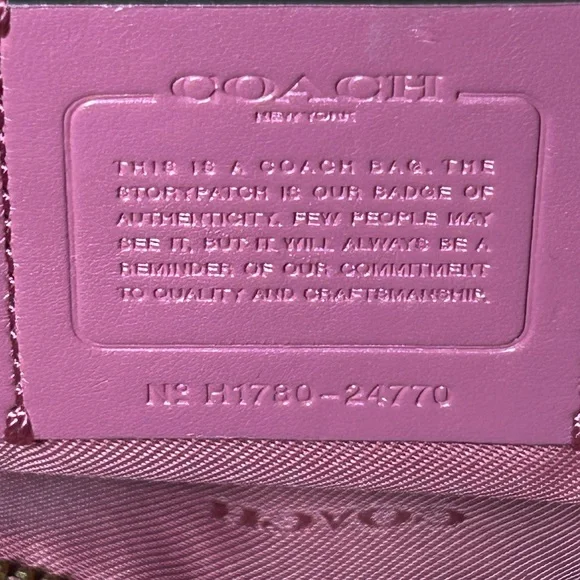 COACH
NEW YORK
THIS IS A COACH BAG. THE
STORYPATCH IS OUR BADGE OF
AUTHENTICITY. FEW PEOPLE MAY
SEE IT, BUT IT WILL ALWAYS BE A
REMINDER OF OUR COMMITMENT
TO QUALITY AND CRAFTSMANSHIP.
Nº H1780-24770
COACH